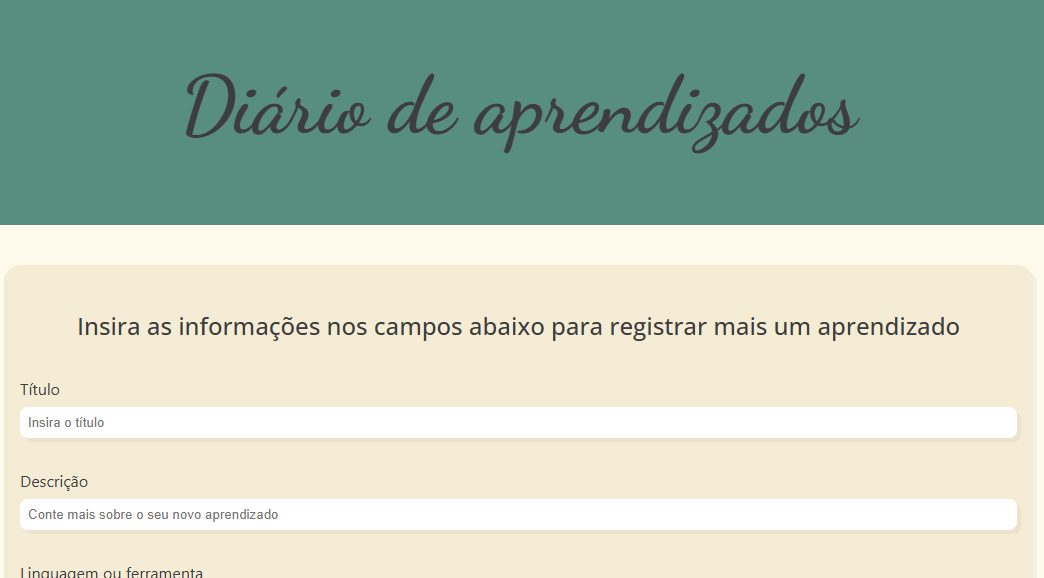 Diário de aprendizados
Insira as informações nos campos abaixo para registrar mais um aprendizado
Título
Insira o título
Descrição
Conte mais sobre o seu novo aprendizado
Linguagem ou ferramenta